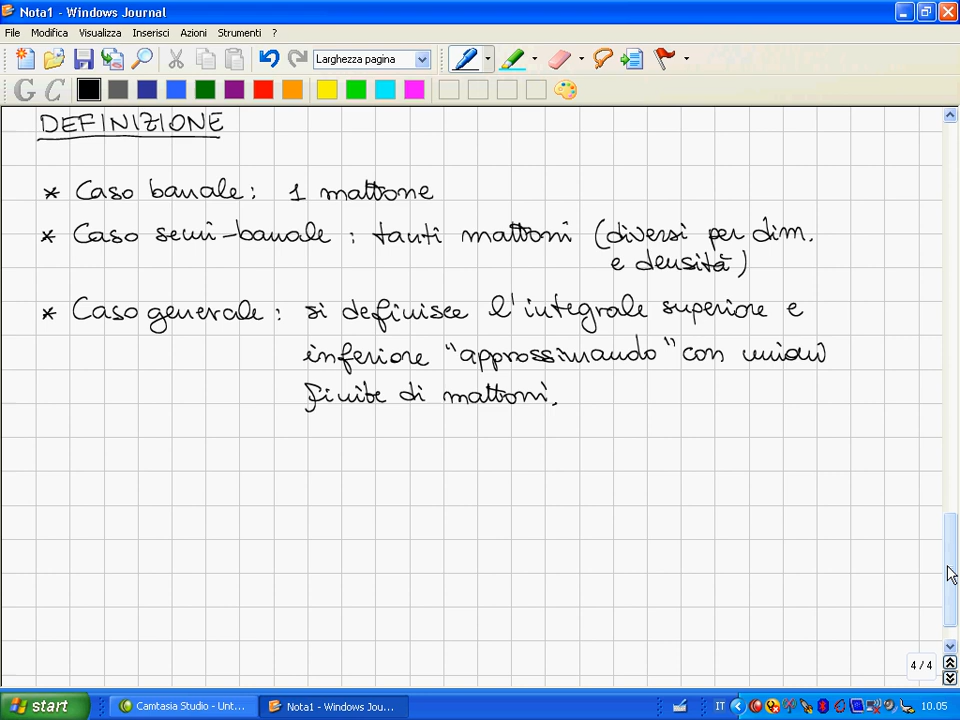 Nota1 - Windows Journal
File Modifica Visualizza Inserisci Azioni Strumenti ?
Larghezza pagina
G C
DEFINIZIONE
* Caso banale: 1 mattone
* Caso semi-banale: tanti mattoni (diversi per dim.
e densità)
* Caso generale: si definisce l'integrale superiore e
inferiore "approssimando" con unioni
finite di mattoni.
4 / 4
start Camtasia Studio - Unt... Nota1 - Windows Jou... IT 10.05